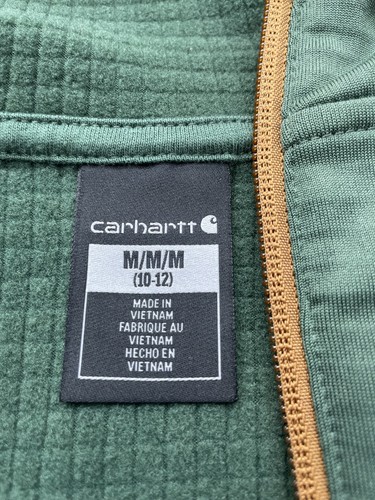 carhartt
M/M/M
(10-12)
MADE IN
VIETNAM
FABRIQUE AU
VIETNAM
HECHO EN
VIETNAM